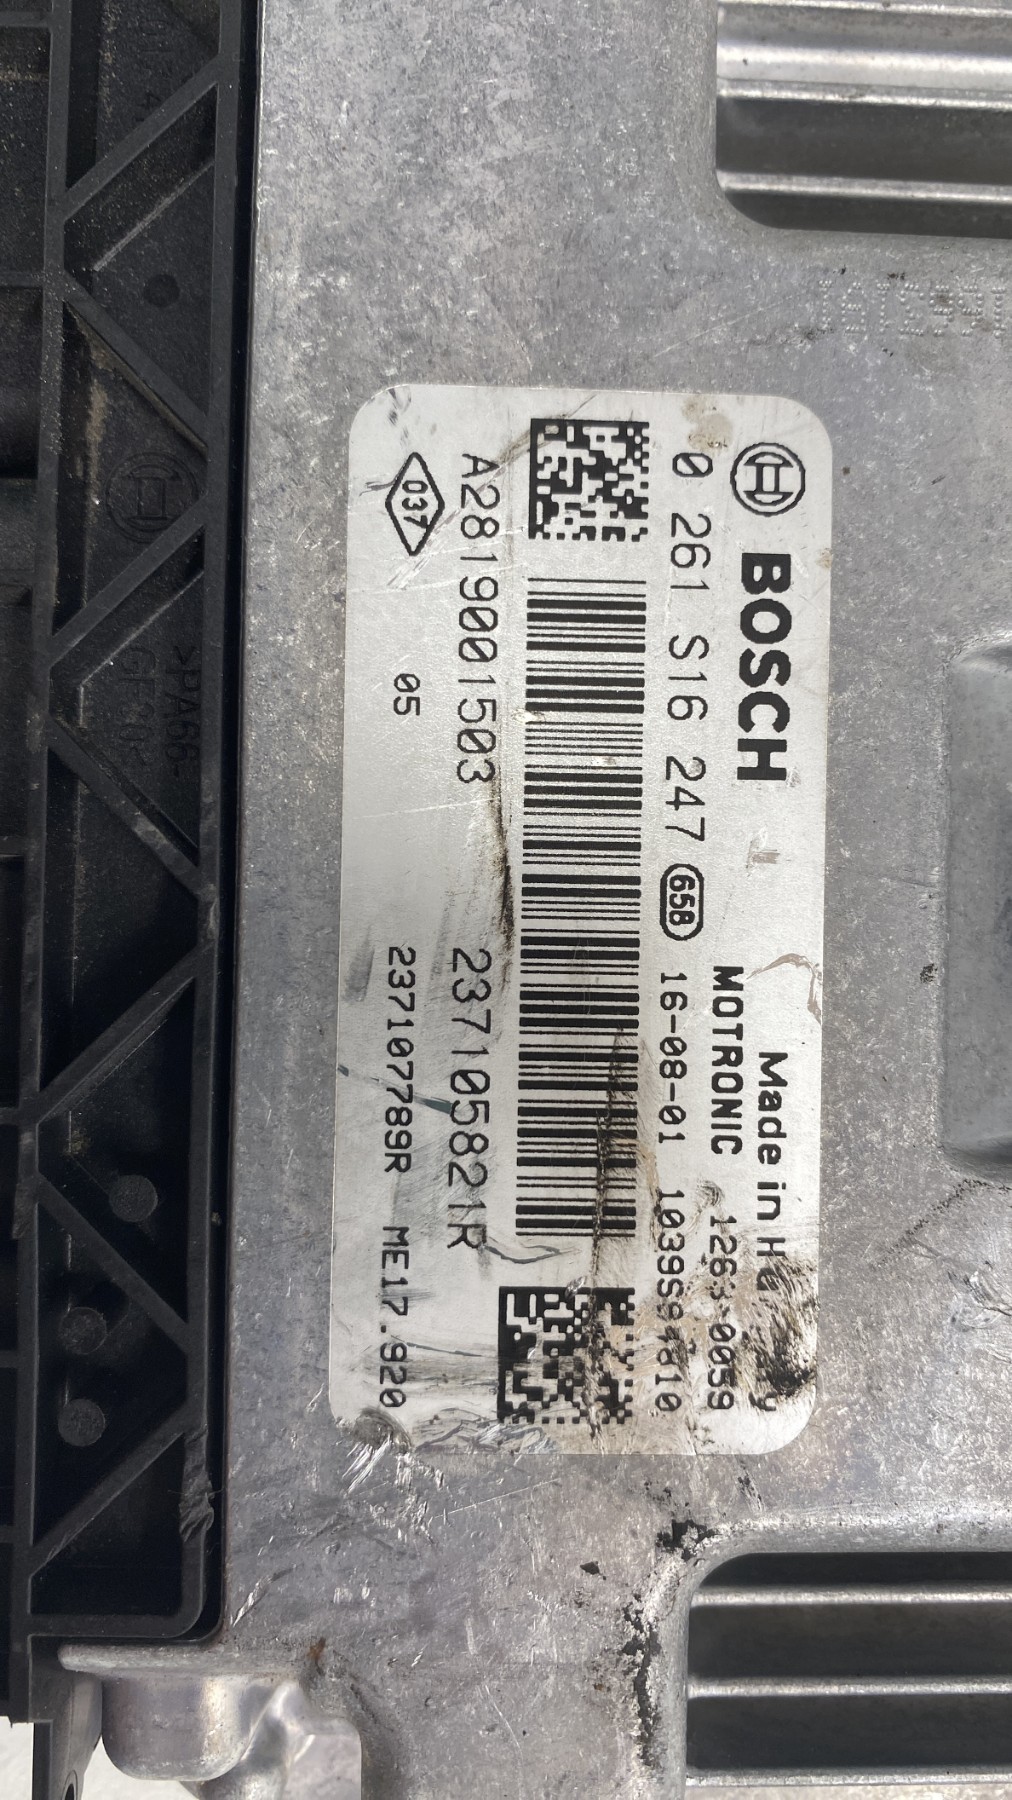 BOSCH
Made in
MOTRONIC
0 261 S16 247 658 16-08-01
A2819001503 237105821R
037 05 237107789R ME17.920
>PA66-